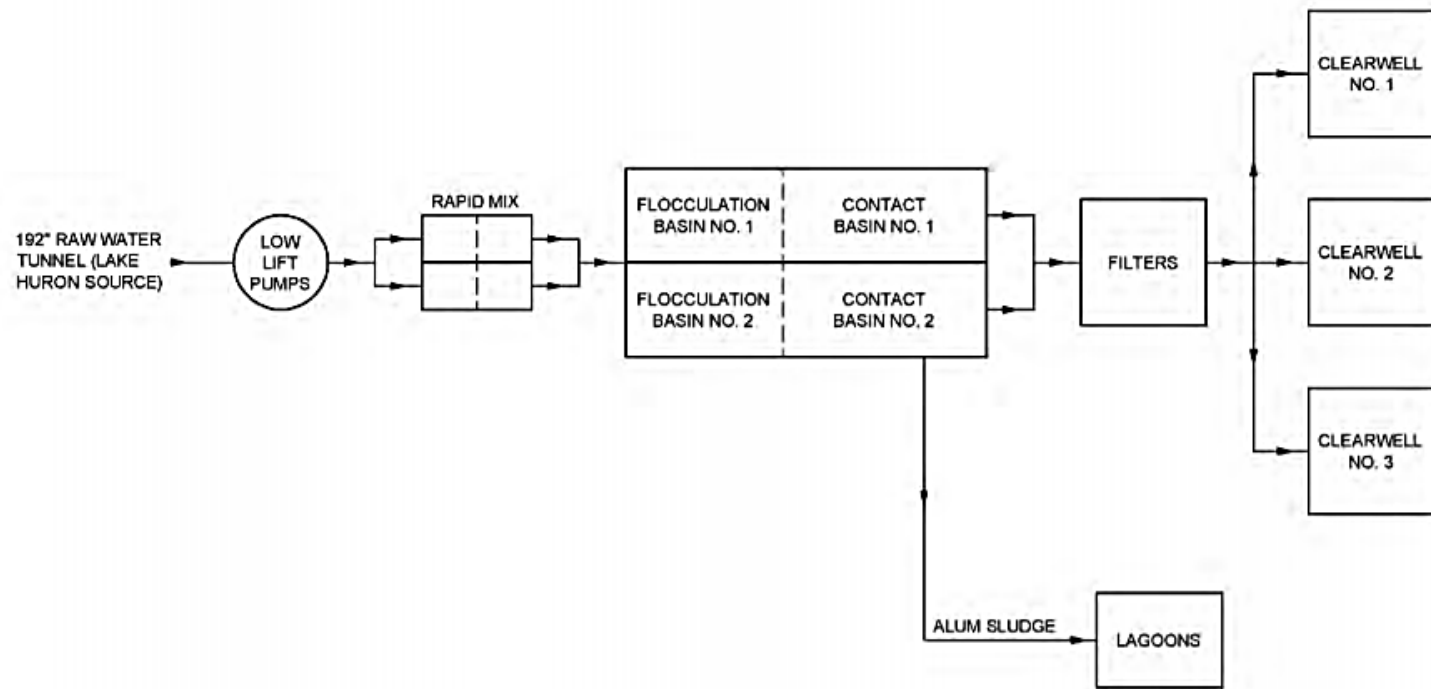 192" RAW WATER
TUNNEL (LAKE
HURON SOURCE)
LOW
LIFT
PUMPS
RAPID MIX
FLOCCULATION
BASIN NO. 1
CONTACT
BASIN NO. 1
FLOCCULATION
BASIN NO. 2
CONTACT
BASIN NO. 2
FILTERS
CLEARWELL
NO. 1
CLEARWELL
NO. 2
CLEARWELL
NO. 3
ALUM SLUDGE
LAGOONS